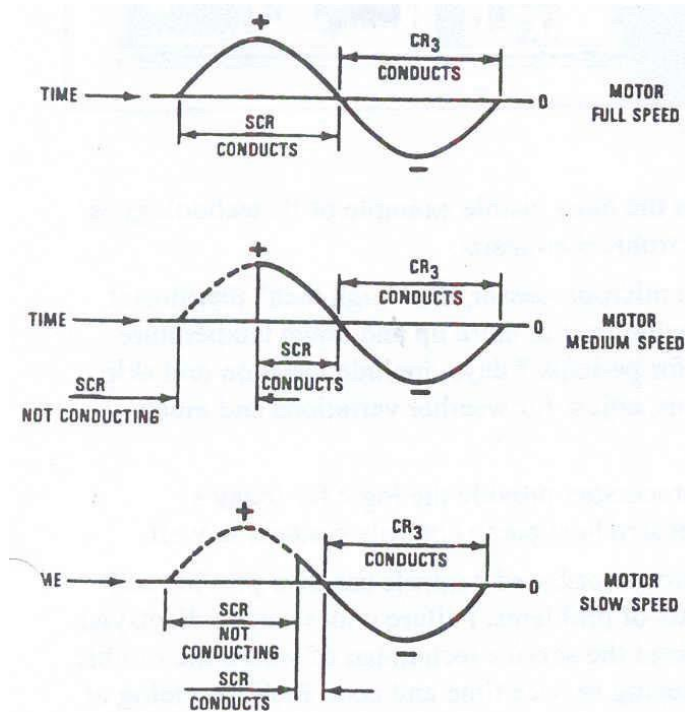 +
CR3
CONDUCTS
TIME
0
MOTOR
FULL SPEED
SCR
CONDUCTS
−
+
CR3
CONDUCTS
TIME
0
MOTOR
MEDIUM SPEED
SCR
CONDUCTS
SCR
NOT CONDUCTING
−
+
CR3
CONDUCTS
ME
0
MOTOR
SLOW SPEED
SCR
NOT
CONDUCTING
−
SCR
CONDUCTS